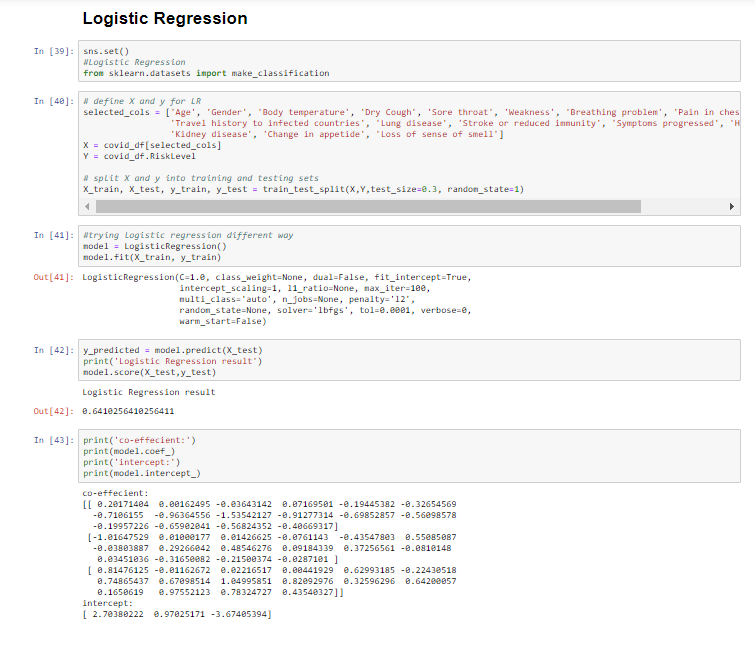 Logistic Regression
In [39]: sns.set()
#Logistic Regression
from sklearn.datasets import make_classification
In [40]: # define X and y for LR
selected_cols = ['Age', 'Gender', 'Body temperature', 'Dry Cough', 'Sore throat', 'Weakness', 'Breathing problem', 'Pain in ches
'Travel history to infected countries', 'Lung disease', 'Stroke or reduced immunity', 'Symptoms progressed', 'H
'Kidney disease', 'Change in appetide', 'Loss of sense of smell']
X = covid_df[selected_cols]
Y = covid_df.RiskLevel
# split X and y into training and testing sets
X_train, X_test, y_train, y_test = train_test_split(X,Y,test_size=0.3, random_state=1)
In [41]: #trying Logistic regression different way
model = LogisticRegression()
model.fit(X_train, y_train)
Out[41]: LogisticRegression(C=1.0, class_weight=None, dual=False, fit_intercept=True,
intercept_scaling=1, l1_ratio=None, max_iter=100,
multi_class='auto', n_jobs=None, penalty='l2',
random_state=None, solver='lbfgs', tol=0.0001, verbose=0,
warm_start=False)
In [42]: y_predicted = model.predict(X_test)
print('Logistic Regression result')
model.score(X_test,y_test)
Logistic Regression result
Out[42]: 0.6410256410256411
In [43]: print('co-effecient:')
print(model.coef_)
print('intercept:')
print(model.intercept_)
co-effecient:
[[ 0.20171404 0.00162495 -0.03643142 0.07169501 -0.19445382 -0.32654569
-0.7106155 -0.96364556 -1.53542127 -0.91277314 -0.69852857 -0.56098578
-0.19957226 -0.65902041 -0.56824352 -0.40669317]
[-1.01647529 0.01000177 0.01426625 -0.0761143 -0.43547803 0.55085087
-0.03803887 0.29266042 0.48546276 0.09184339 0.37256561 -0.0810148
0.03451036 -0.31650082 -0.21500374 -0.0287101 ]
[ 0.81476125 -0.01162672 0.02216517 0.00441929 0.62993185 -0.22430518
0.74865437 0.67098514 1.04995851 0.82092976 0.32596296 0.64200057
0.1650619 0.97552123 0.78324727 0.43540327]]
intercept:
[ 2.70380222 0.97025171 -3.67405394]